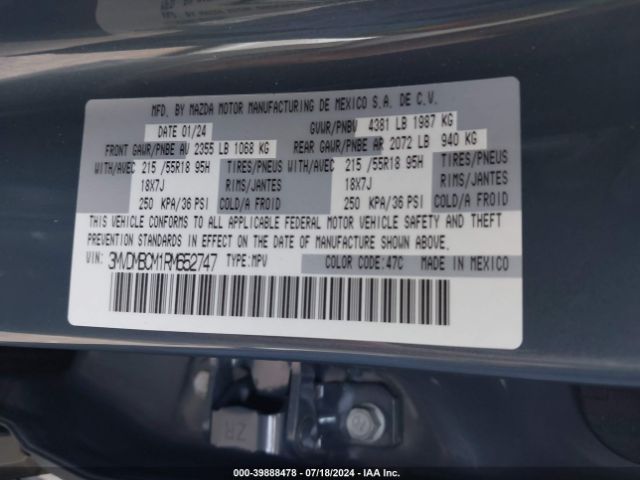 MFD. BY MAZDA MOTOR MANUFACTURING DE MEXICO S.A. DE C.V.
DATE 01/24 GVWR/PNBV 4381 LB 1987 KG
FRONT GAWR/PNBE AV 2355 LB 1068 KG REAR GAWR/PNBE AR 2072 LB 940 KG
WITH/AVEC 215 /55R18 95H TIRES/PNEUS WITH/AVEC 215 /55R18 95H TIRES/PNEUS
18X7J RIMS/JANTES 18X7J RIMS/JANTES
250 KPA/36 PSI COLD/A FROID 250 KPA/36 PSI COLD/A FROID
THIS VEHICLE CONFORMS TO ALL APPLICABLE FEDERAL MOTOR VEHICLE SAFETY AND THEFT
PREVENTION STANDARDS IN EFFECT ON THE DATE OF MANUFACTURE SHOWN ABOVE.
VIN: 3MVDMBCM1RM652747 TYPE:MPV COLOR CODE:47C MADE IN MEXICO
ZR
000-39888478 - 07/18/2024 - IAA Inc.